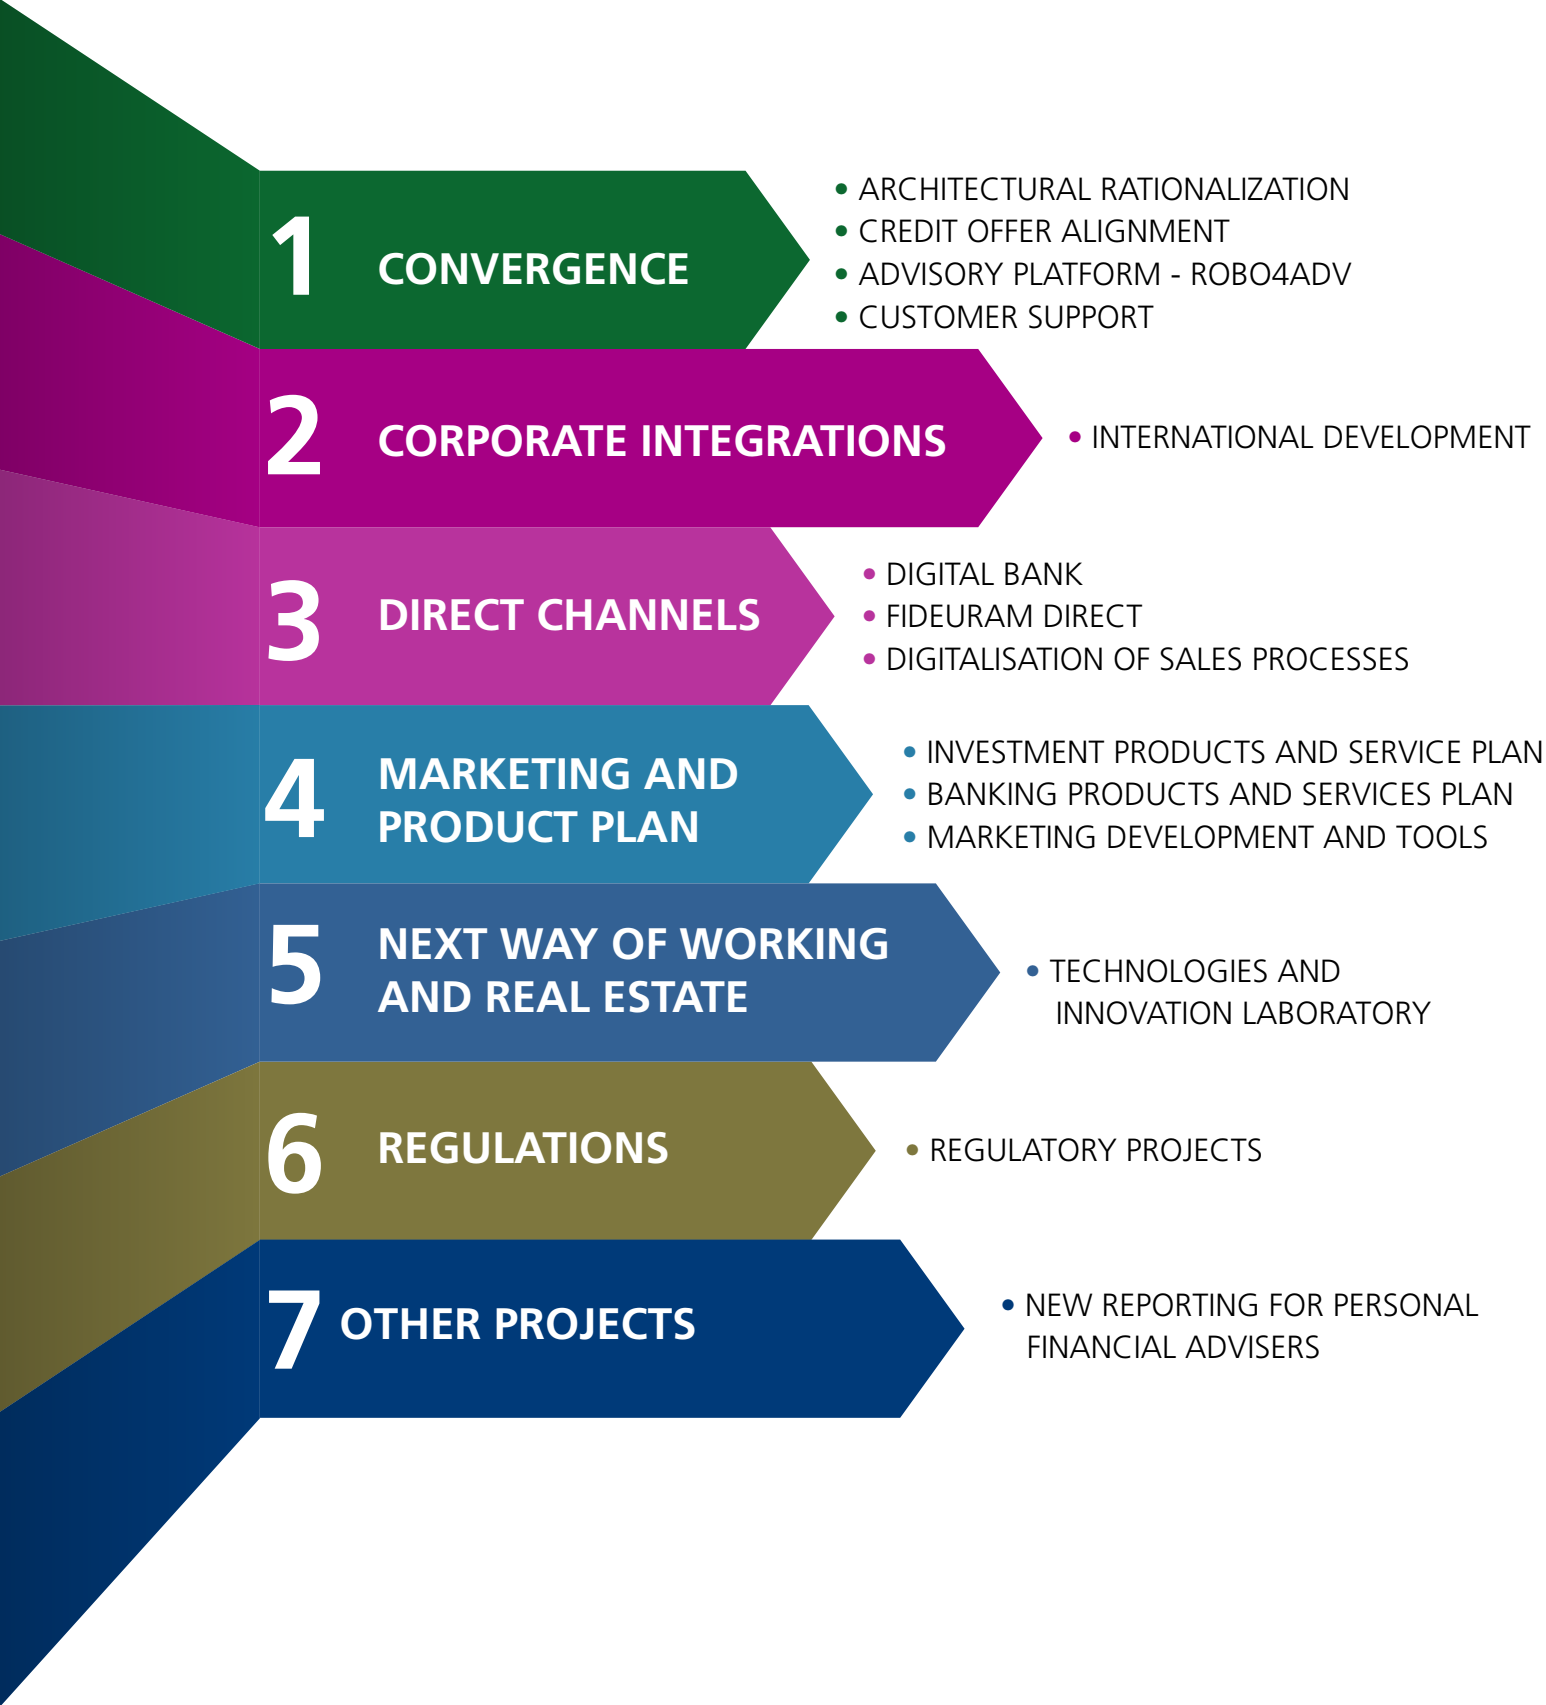 1
CONVERGENCE
• ARCHITECTURAL RATIONALIZATION
• CREDIT OFFER ALIGNMENT
• ADVISORY PLATFORM - ROBO4ADV
• CUSTOMER SUPPORT
2
CORPORATE INTEGRATIONS
• INTERNATIONAL DEVELOPMENT
3
DIRECT CHANNELS
• DIGITAL BANK
• FIDEURAM DIRECT
• DIGITALISATION OF SALES PROCESSES
4
MARKETING AND
PRODUCT PLAN
• INVESTMENT PRODUCTS AND SERVICE PLAN
• BANKING PRODUCTS AND SERVICES PLAN
• MARKETING DEVELOPMENT AND TOOLS
5
NEXT WAY OF WORKING
AND REAL ESTATE
• TECHNOLOGIES AND
INNOVATION LABORATORY
6
REGULATIONS
• REGULATORY PROJECTS
7
OTHER PROJECTS
• NEW REPORTING FOR PERSONAL
FINANCIAL ADVISERS